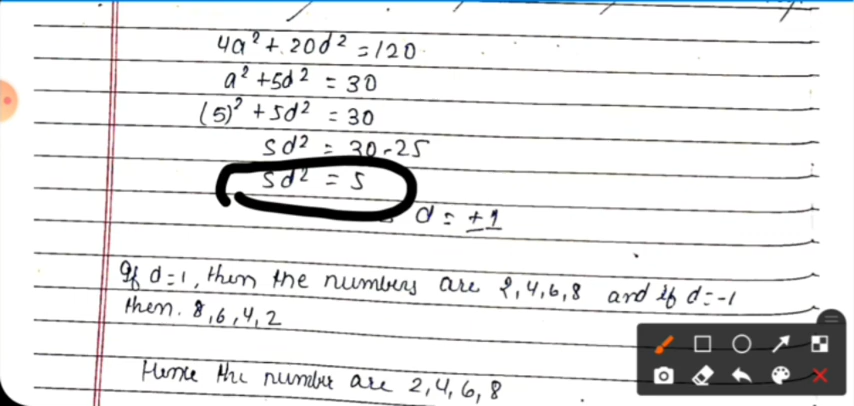 4a² + 20d² = 120
a² + 5d² = 30
(5)² + 5d² = 30
5d² = 30-25
5d² = 5
d = ±1
If d=1, then the numbers are 2,4,6,8 and if d=-1
then. 8,6,4,2
Hence the number are 2,4,6,8